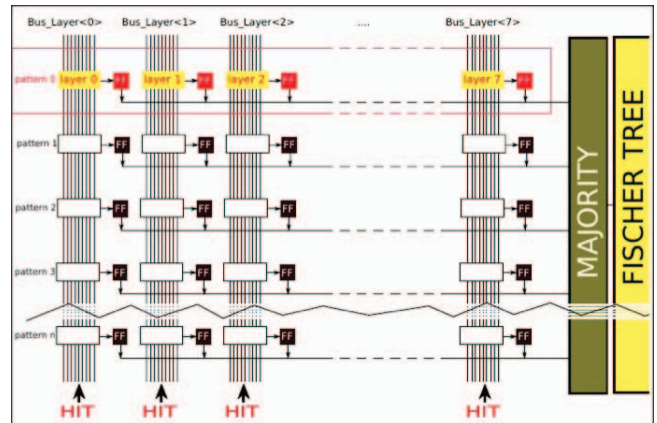 Bus_Layer<0> Bus_Layer<1> Bus_Layer<2> .... Bus_Layer<7>
pattern 0 layer 0 FF layer 1 FF layer 2 FF layer 7 FF
pattern 1 FF FF FF FF
pattern 2 FF FF FF FF
pattern 3 FF FF FF FF
pattern n FF FF FF FF
HIT HIT HIT HIT
MAJORITY
FISCHER TREE